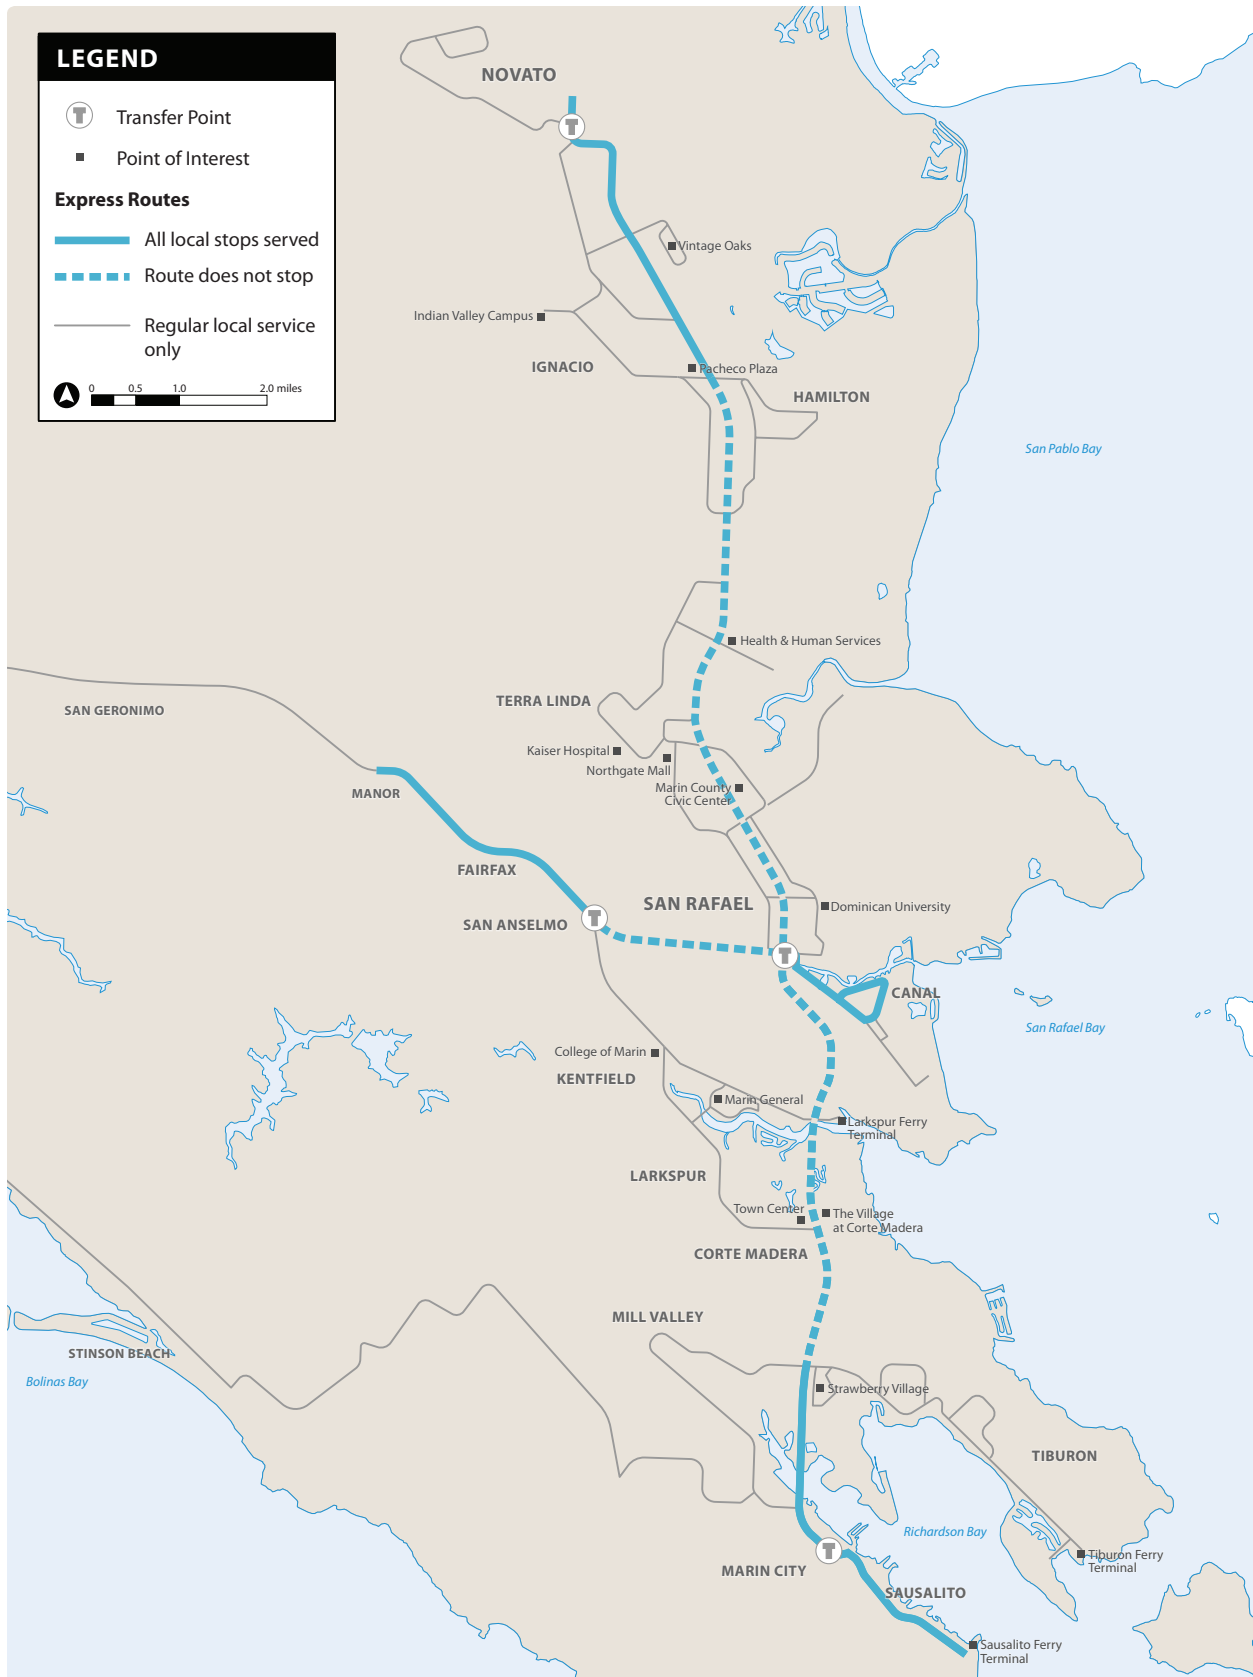 LEGEND
T
Transfer Point
Point of Interest
Express Routes
All local stops served
Route does not stop
Regular local service
only
0 0.5 1.0 2.0 miles
NOVATO
T
Vintage Oaks
Indian Valley Campus
IGNACIO
Pacheco Plaza
HAMILTON
San Pablo Bay
Health & Human Services
TERRA LINDA
SAN GERONIMO
Kaiser Hospital
Northgate Mall
Marin County
Civic Center
MANOR
FAIRFAX
SAN RAFAEL
Dominican University
SAN ANSELMO
T
T
CANAL
San Rafael Bay
College of Marin
KENTFIELD
Marin General
Larkspur Ferry
Terminal
LARKSPUR
Town Center
The Village
at Corte Madera
CORTE MADERA
MILL VALLEY
STINSON BEACH
Bolinas Bay
Strawberry Village
TIBURON
Richardson Bay
T
Tiburon Ferry
Terminal
MARIN CITY
SAUSALITO
Sausalito Ferry
Terminal